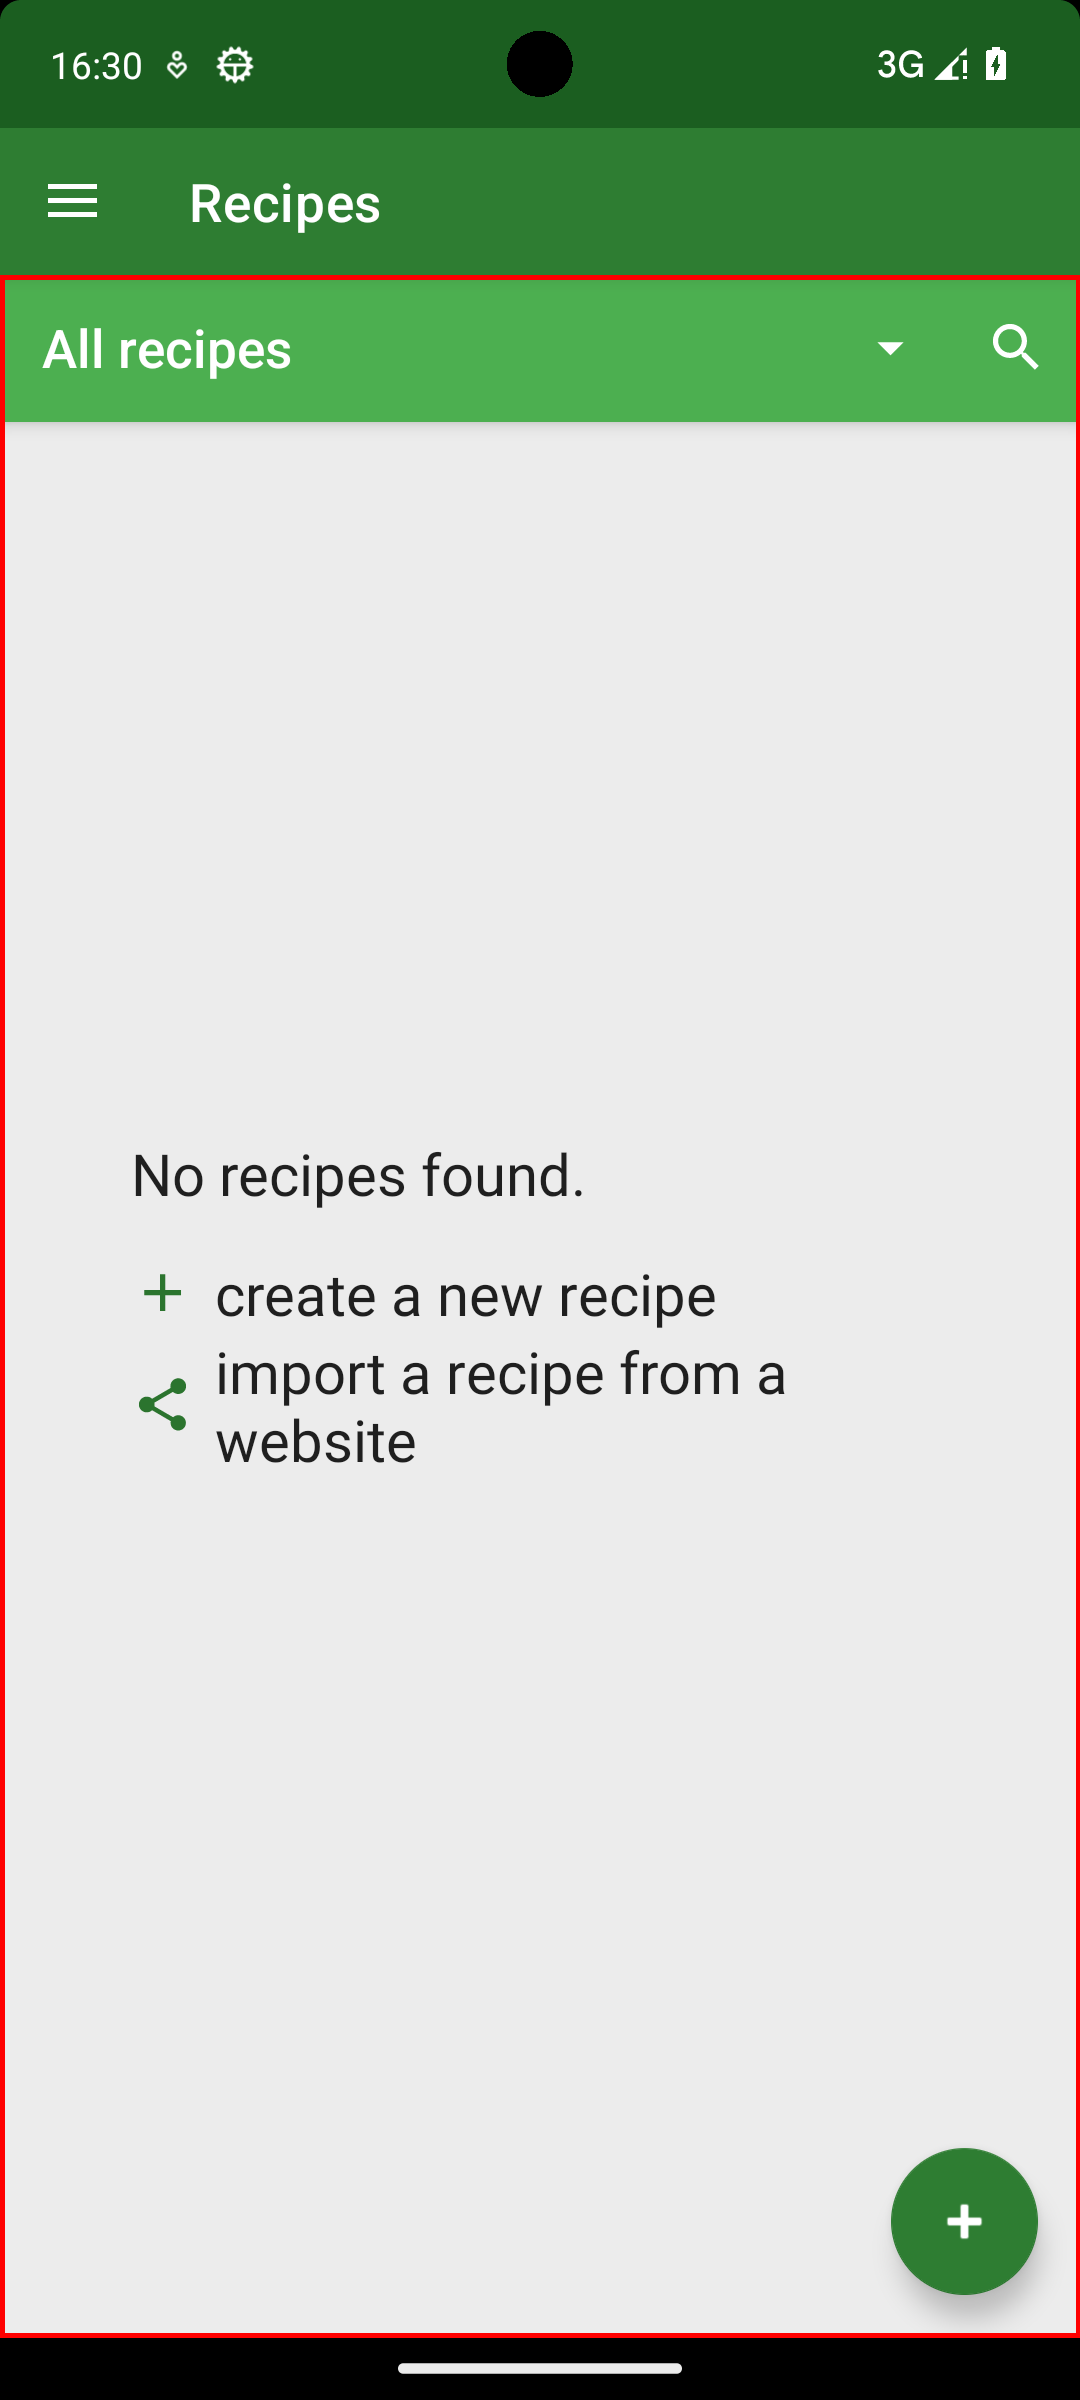 16:30
3G
Recipes
All recipes
No recipes found.
create a new recipe
import a recipe from a
website